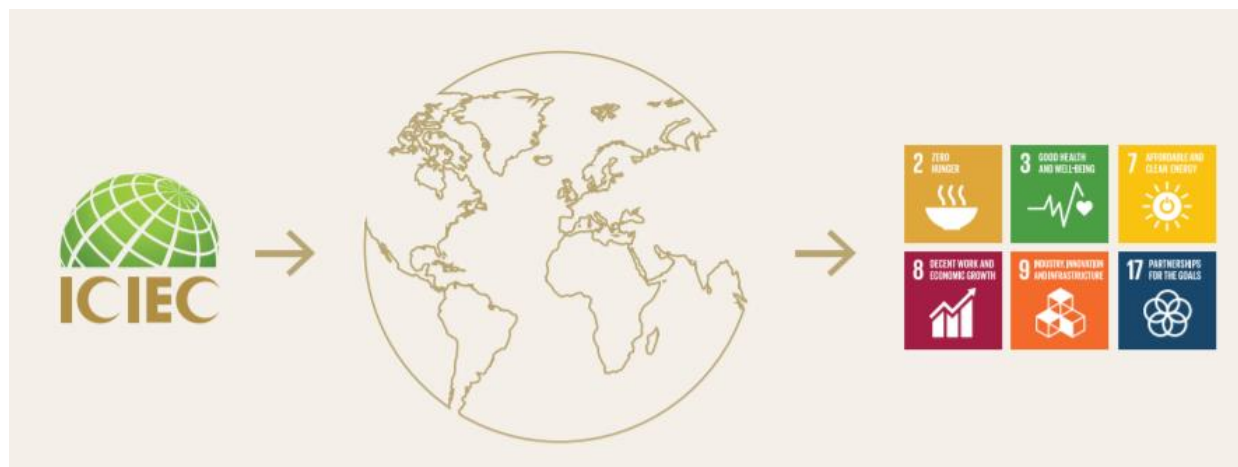 ICIEC
2 ZERO
HUNGER
3 GOOD HEALTH
AND WELL-BEING
7 AFFORDABLE AND
CLEAN ENERGY
8 DECENT WORK AND
ECONOMIC GROWTH
9 INDUSTRY, INNOVATION
AND INFRASTRUCTURE
17 PARTNERSHIPS
FOR THE GOALS